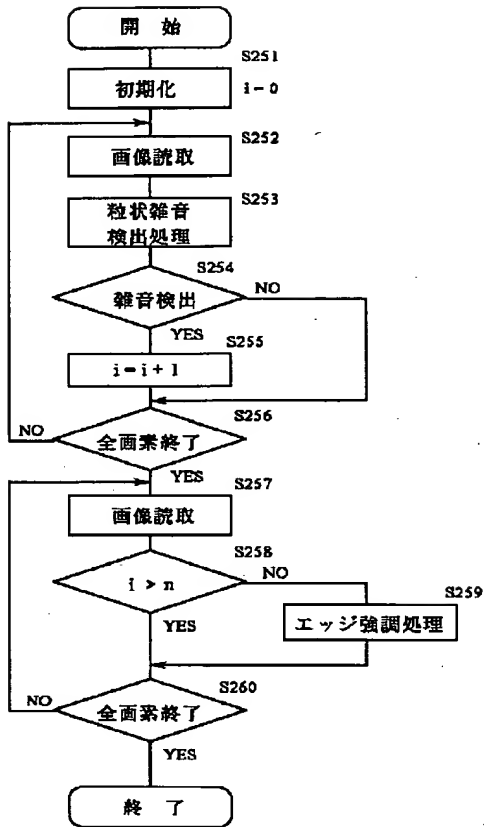 開 始
S251
初期化
i-0
S252
画像読取
S253
粒状雑音
検出処理
S254
雑音検出
NO
YES
S255
i=i+1
S256
NO
全画素終了
YES
S257
画像読取
S258
i > n
NO
YES
S259
エッジ強調処理
S260
NO
全画素終了
YES
終 了